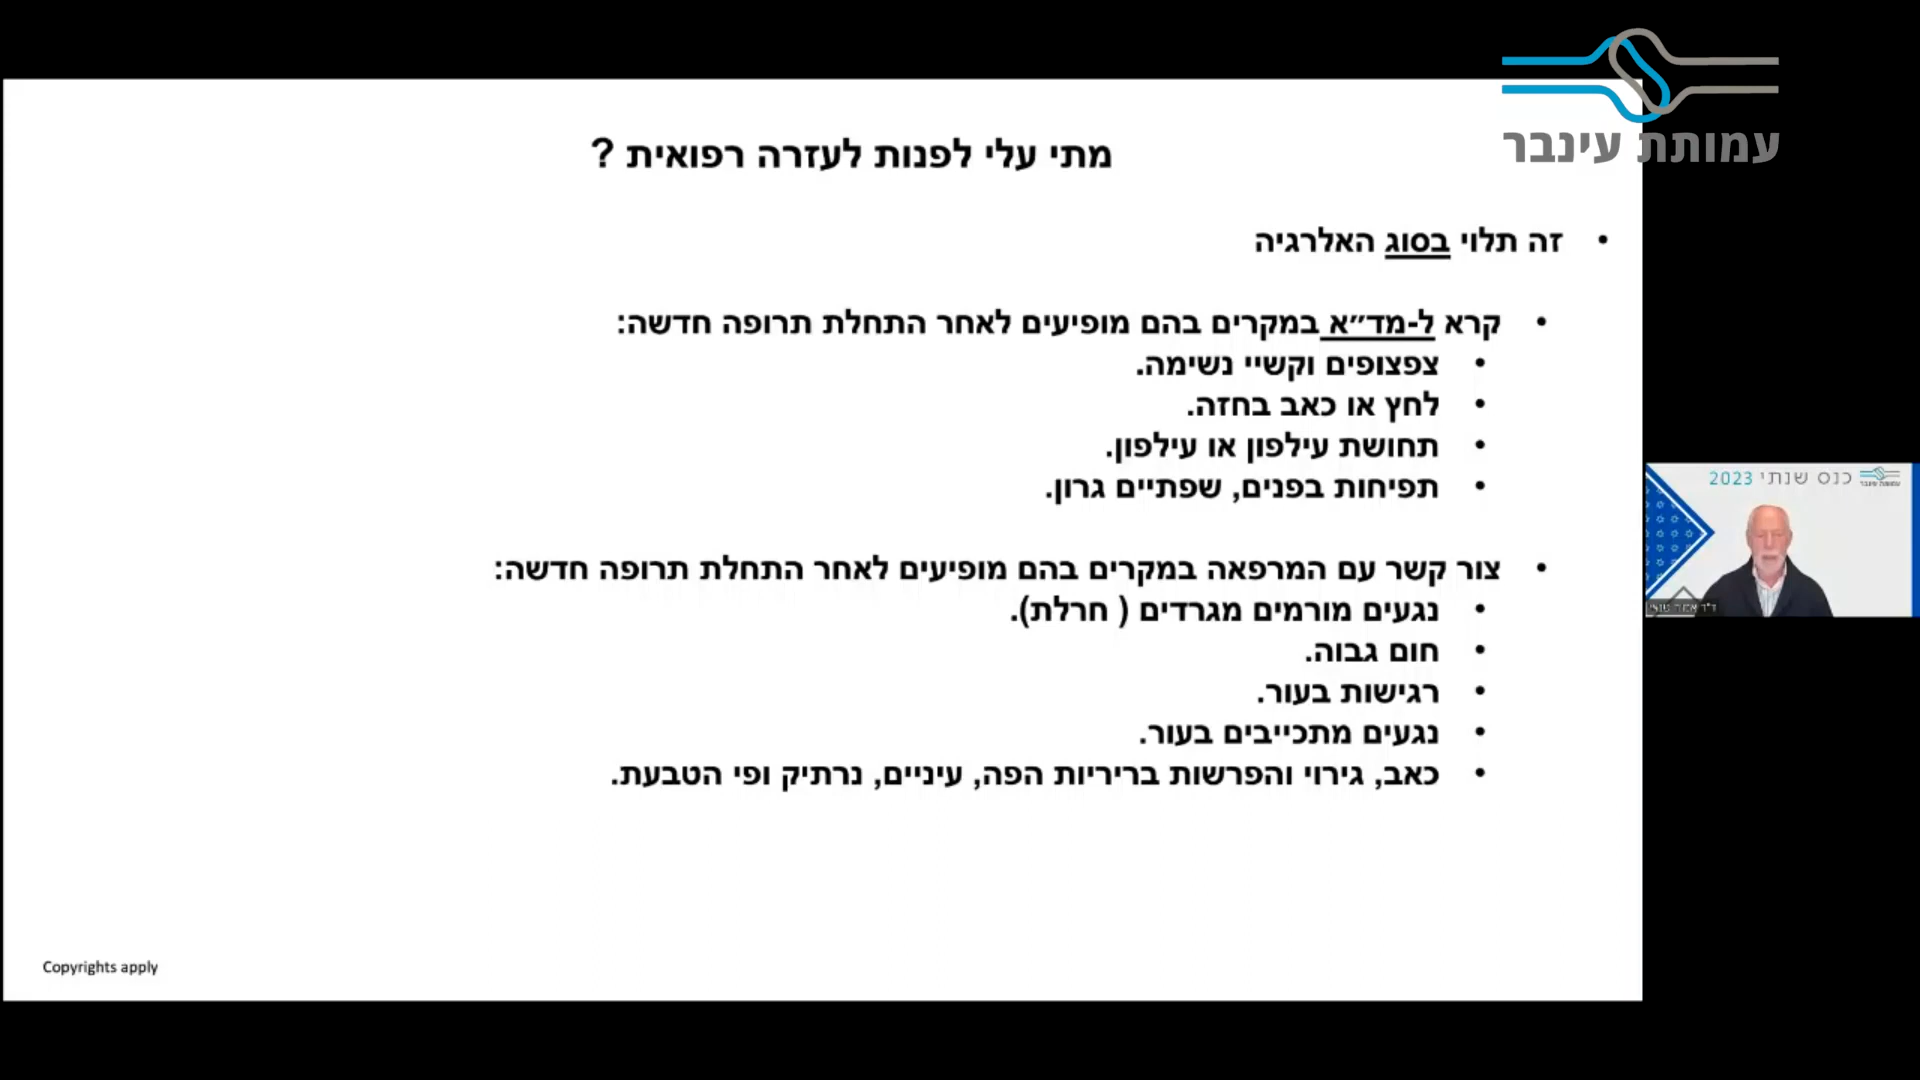 עמותת עינבר
מתי עלי לפנות לעזרה רפואית ?
• זה תלוי בסוג האלרגיה
• קרא ל-מד״א במקרים בהם מופיעים לאחר התחלת תרופה חדשה:
• צפצופים וקשיי נשימה.
• לחץ או כאב בחזה.
• תחושת עילפון או עילפון.
• תפיחות בפנים, שפתיים גרון.
• צור קשר עם המרפאה במקרים בהם מופיעים לאחר התחלת תרופה חדשה:
• נגעים מורמים מגרדים ( חרלת).
• חום גבוה.
• רגישות בעור.
• נגעים מתכייבים בעור.
• כאב, גירוי והפרשות בריריות הפה, עיניים, נרתיק ופי הטבעת.
Copyrights apply
כנס שנתי 2023
עמותת עינבר